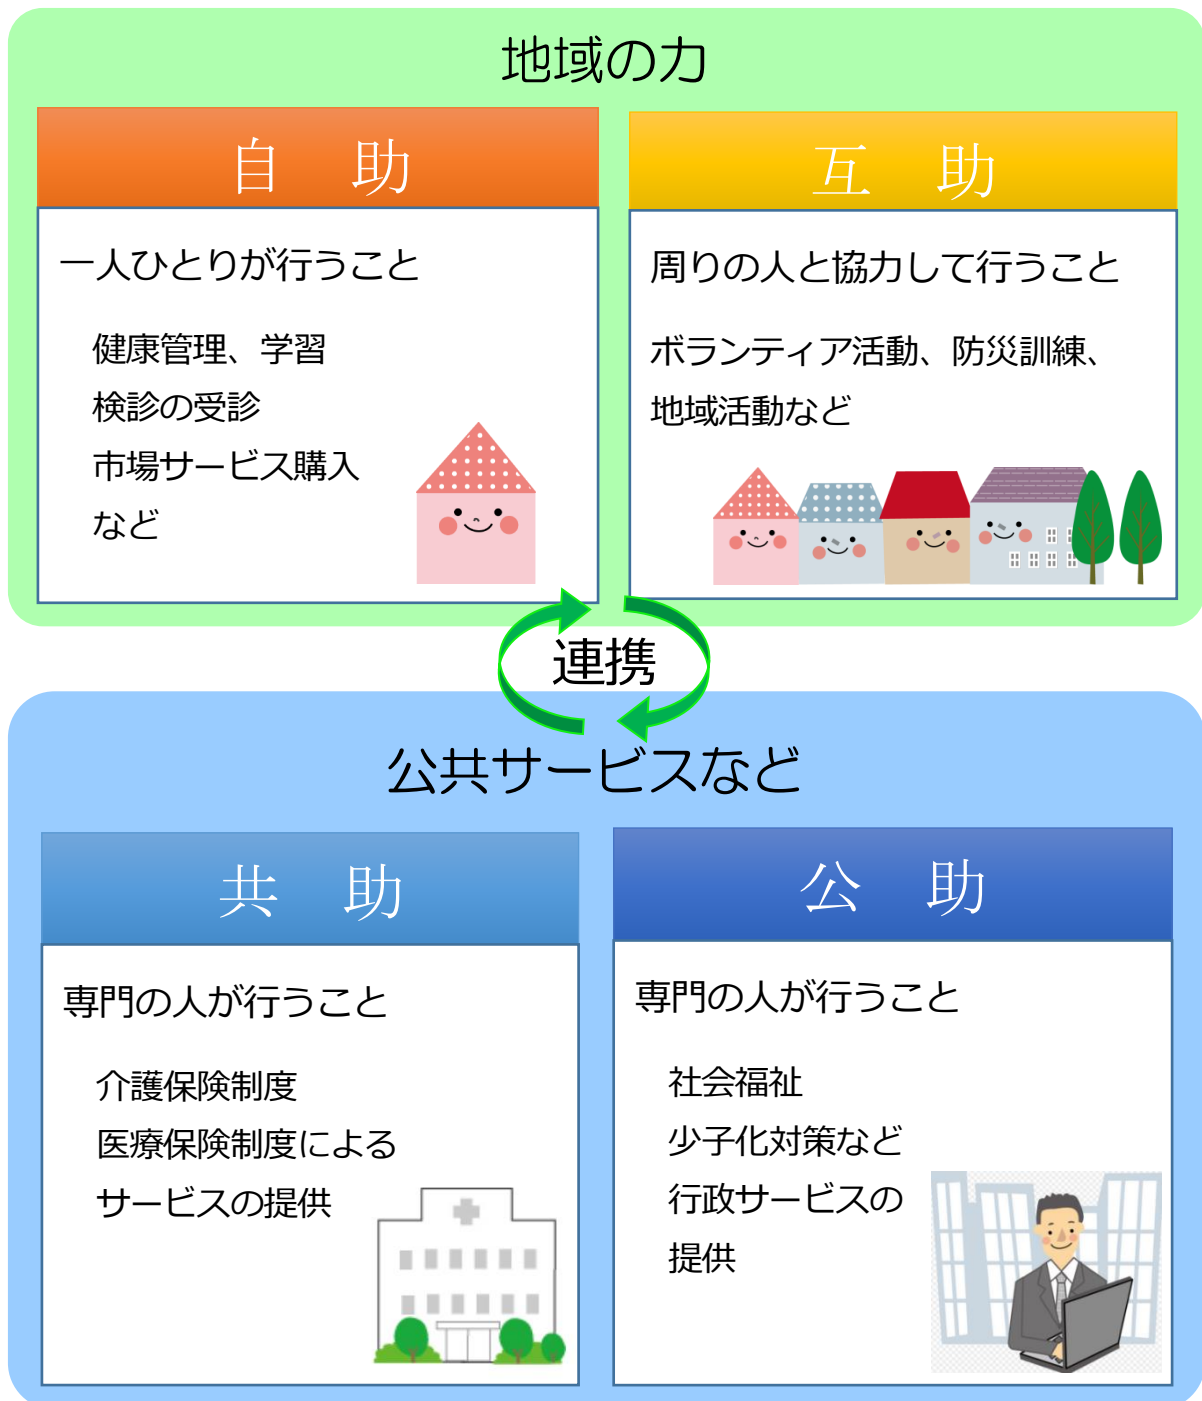 地域の力
自　助
一人ひとりが行うこと
健康管理、学習
検診の受診
市場サービス購入
など
互　助
周りの人と協力して行うこと
ボランティア活動、防災訓練、
地域活動など
連携
公共サービスなど
共　助
専門の人が行うこと
介護保険制度
医療保険制度による
サービスの提供
公　助
専門の人が行うこと
社会福祉
少子化対策など
行政サービスの
提供